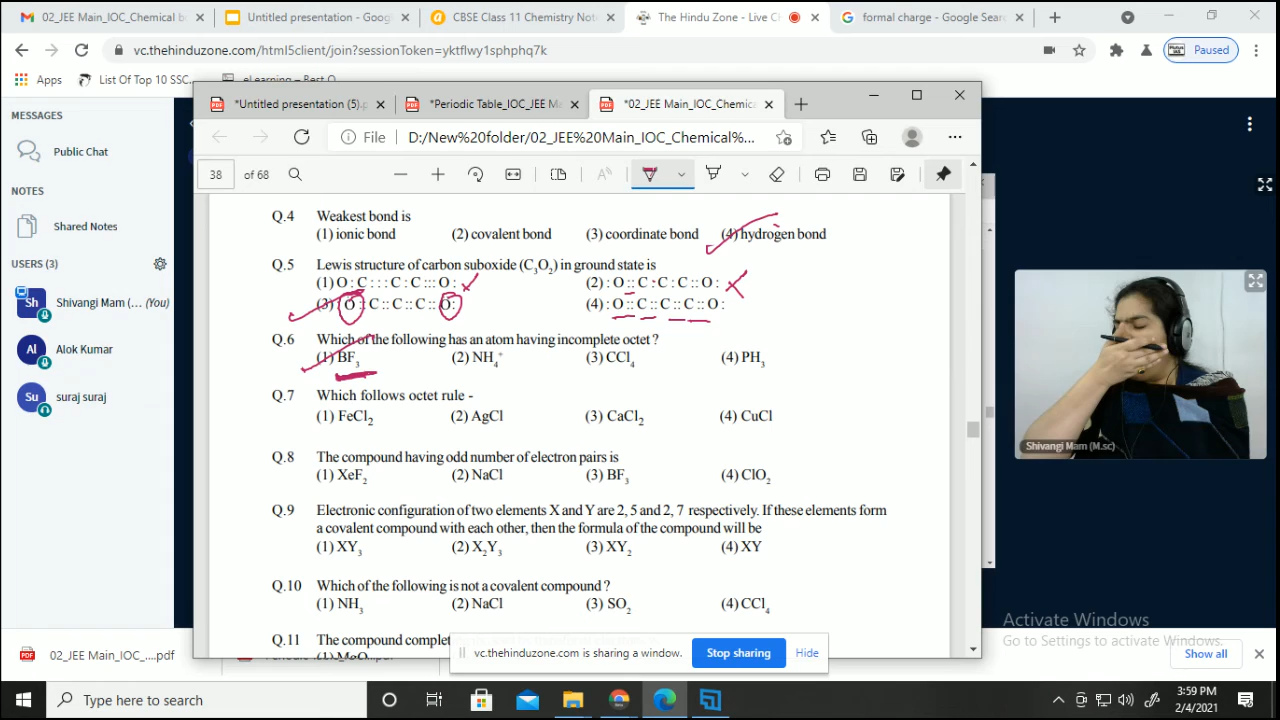 02_JEE Main_IOC_Chemical b
Untitled presentation - Goog
CBSE Class 11 Chemistry Note
The Hindu Zone - Live C
formal charge - Google Sear
vc.thehinduzone.com/html5client/join?sessionToken=yktflwy1sphphq7k
Paused
Apps
List Of Top 10 SSC...
eLearning – Best O
MESSAGES
Public Chat
NOTES
Shared Notes
USERS (3)
Sh
Shivangi Mam (... (You)
Al
Alok Kumar
Su
suraj suraj
*Untitled presentation (5).p
*Periodic Table_IOC_JEE Ma
*02_JEE Main_IOC_Chemica
File
D:/New%20folder/02_JEE%20Main_IOC_Chemical%...
38 of 68
Q.4 Weakest bond is
(1) ionic bond (2) covalent bond (3) coordinate bond (4) hydrogen bond
Q.5 Lewis structure of carbon suboxide (C3O2) in ground state is
(1) O : C : : : C : C ::: O : (2) : O :: C : C : C :: O :
(3) : O :: C :: C :: C :: O: (4) : O :: C :: C :: C :: O :
Q.6 Which of the following has an atom having incomplete octet ?
(1) BF3 (2) NH4+ (3) CCl4 (4) PH3
Q.7 Which follows octet rule -
(1) FeCl2 (2) AgCl (3) CaCl2 (4) CuCl
Q.8 The compound having odd number of electron pairs is
(1) XeF2 (2) NaCl (3) BF3 (4) ClO2
Q.9 Electronic configuration of two elements X and Y are 2, 5 and 2, 7 respectively. If these elements form
a covalent compound with each other, then the formula of the compound will be
(1) XY3 (2) X2Y3 (3) XY2 (4) XY
Q.10 Which of the following is not a covalent compound ?
(1) NH3 (2) NaCl (3) SO2 (4) CCl4
Q.11 The compound complet
Shivangi Mam (M.sc)
vc.thehinduzone.com is sharing a window.
Stop sharing
Hide
Activate Windows
Go to Settings to activate Windows.
02_JEE Main_IOC_....pdf
Show all
Type here to search
3:59 PM
2/4/2021